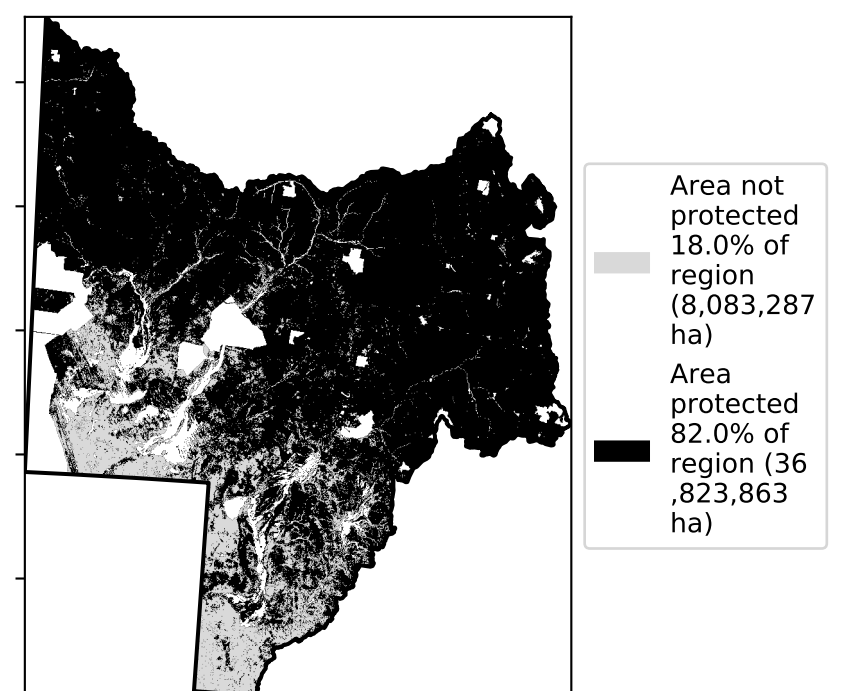 Area not
protected
18.0% of
region
(8,083,287
ha)
Area
protected
82.0% of
region (36
,823,863
ha)